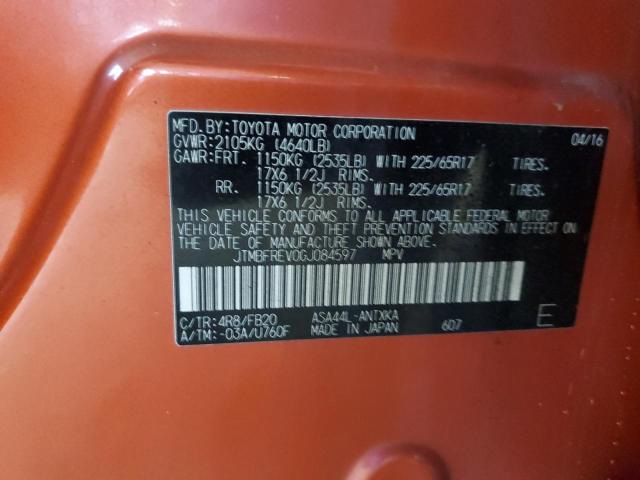 MFD.BY:TOYOTA MOTOR CORPORATION 04/16
GVWR:2105KG (4640LB)
GAWR:FRT. 1150KG (2535LB) WITH 225/65R17 TIRES.
17X6 1/2J RIMS.
RR. 1150KG (2535LB) WITH 225/65R17 TIRES.
17X6 1/2J RIMS.
THIS VEHICLE CONFORMS TO ALL APPLICABLE FEDERAL MOTOR
VEHICLE SAFETY AND THEFT PREVENTION STANDARDS IN EFFECT ON
THE DATE OF MANUFACTURE SHOWN ABOVE.
JTMBFREV0GJ084597 MPV
C/TR:4R8/FB20 ASA44L-ANTXKA
A/TM:-03A/U760F MADE IN JAPAN 607 E